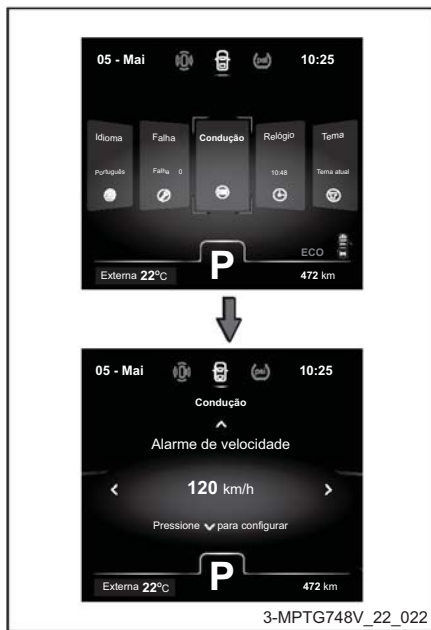 05 - Mai 10:25
Idioma Falha Condução Relógio Tema
Português Falha 0 10:48 Tema atual
ECO
Externa 22°C P 472 km
05 - Mai (psi) 10:25
Condução
Alarme de velocidade
120 km/h
Pressione para configurar
Externa 22°C P 472 km
3-MPTG748V_22_022